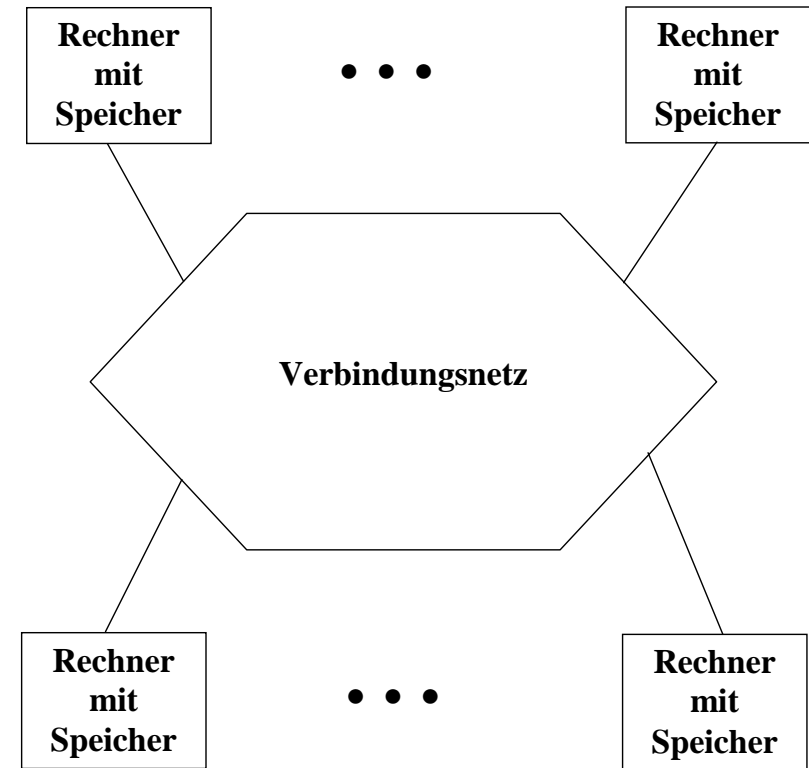 Rechner
mit
Speicher
• • •
Rechner
mit
Speicher
Verbindungsnetz
Rechner
mit
Speicher
• • •
Rechner
mit
Speicher